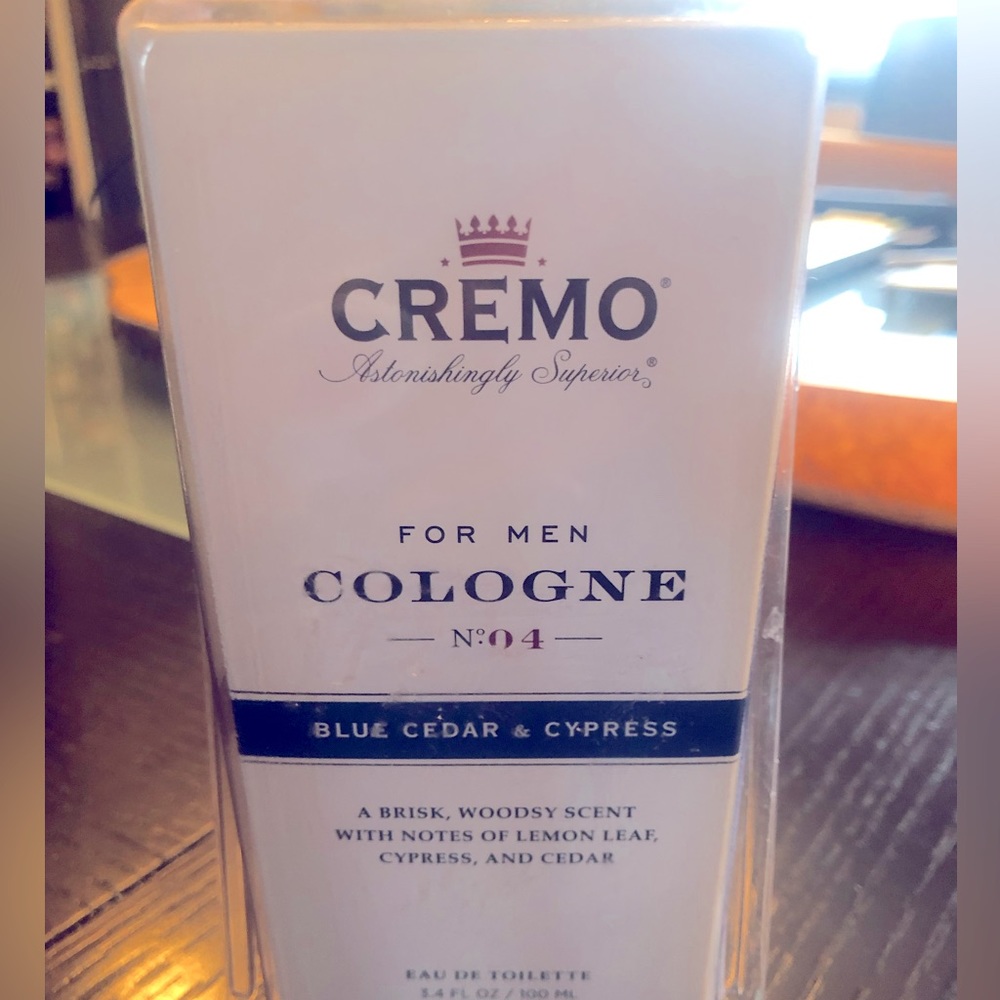 CREMO®
Astonishingly Superior®
FOR MEN
COLOGNE
Nº04
BLUE CEDAR & CYPRESS
A BRISK, WOODSY SCENT
WITH NOTES OF LEMON LEAF,
CYPRESS, AND CEDAR
EAU DE TOILETTE
3.4 FL OZ / 100 ML